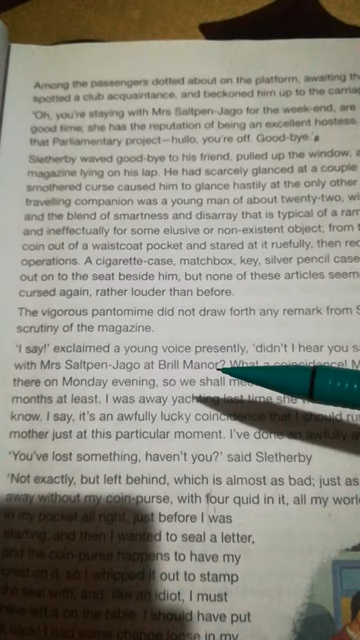 Among the passengers dotted about on the platform, awaiting th
spotted a club acquaintance, and beckoned him up to the carria
'Oh, you're staying with Mrs Saltpen-Jago for the week-end, are
good time; she has the reputation of being an excellent hostess.
that Parliamentary project—hullo, you're off. Good-bye.'
Sletherby waved good-bye to his friend, pulled up the window, a
magazine lying on his lap. He had scarcely glanced at a couple
smothered curse caused him to glance hastily at the only other
travelling companion was a young man of about twenty-two, wi
and the blend of smartness and disarray that is typical of a
and ineffectually for some elusive or non-existent object; from t
coin out of a waistcoat pocket and stared at it ruefully, then rec
operations. A cigarette-case, matchbox, key, silver pencil case
out on to the seat beside him, but none of these articles seem
cursed again, rather louder than before.
The vigorous pantomime did not draw forth any remark from S
scrutiny of the magazine.
'I say!' exclaimed a young voice presently, 'didn't I hear you sa
with Mrs Saltpen-Jago at Brill Manor? What a coincidence! M
there on Monday evening, so we shall
months at least. I was away yachting last time she
know. I say, it's an awfully lucky coincidence that I should ru
mother just at this particular moment. I've done an awfully
'You've lost something, haven't you?' said Sletherby
'Not exactly, but left behind, which is almost as bad; just as
away without my coin-purse, with four quid in it, all my worl
in my pocket all right, just before I was
starting, and then I wanted to seal a letter,
and the coin-purse happens to have my
crest on it, so I whipped it out to stamp
the seal with, and, like an idiot, I must
have left it on the table. I should have put
I had some change loose in my